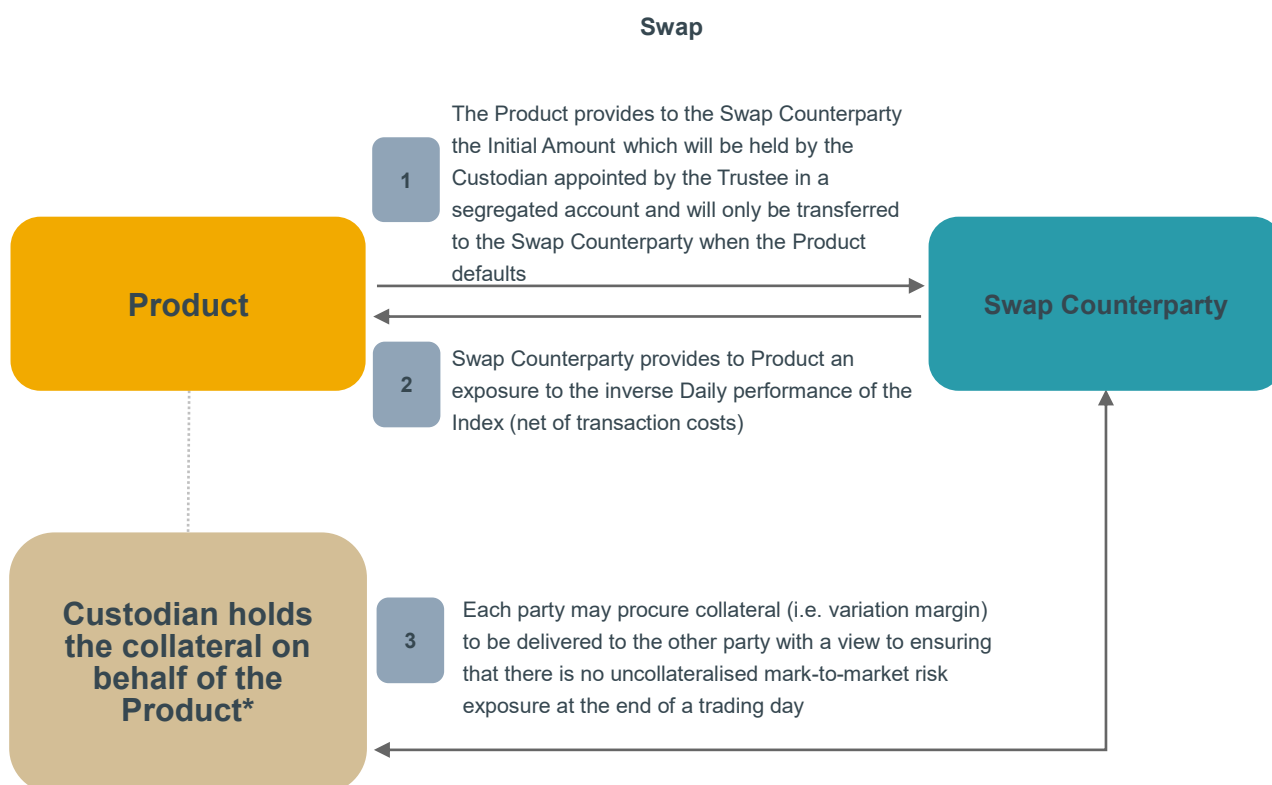 Swap
The Product provides to the Swap Counterparty
the Initial Amount which will be held by the
Custodian appointed by the Trustee in a
segregated account and will only be transferred
to the Swap Counterparty when the Product
defaults
1
Product
Swap Counterparty
2
Swap Counterparty provides to Product an
exposure to the inverse Daily performance of the
Index (net of transaction costs)
Custodian holds
the collateral on
behalf of the
Product*
3
Each party may procure collateral (i.e. variation margin)
to be delivered to the other party with a view to ensuring
that there is no uncollateralised mark-to-market risk
exposure at the end of a trading day